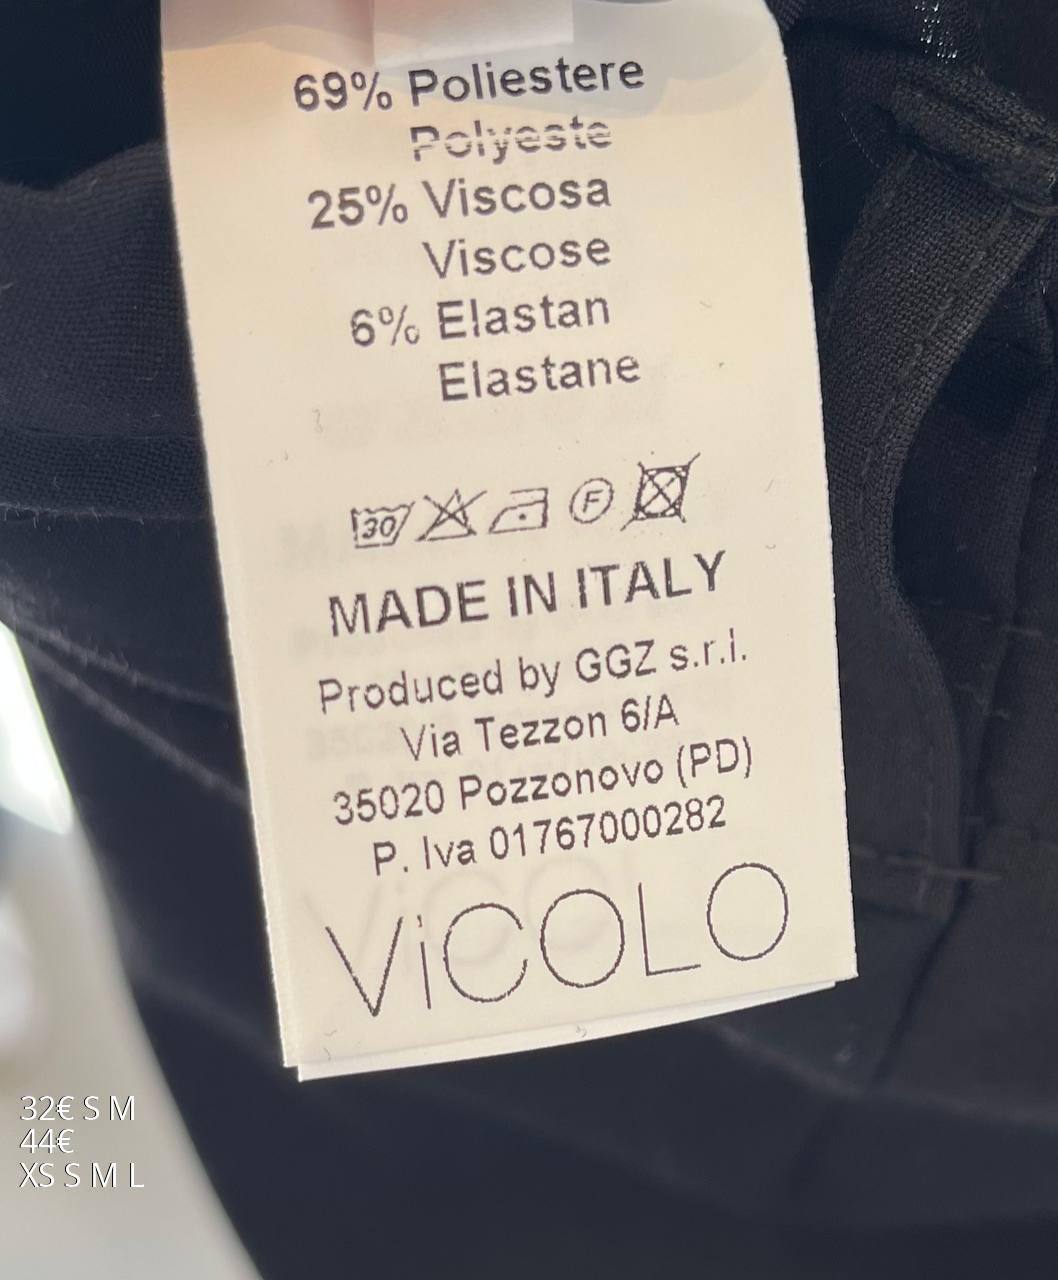 69% Poliestere
Polyeste
25% Viscosa
Viscose
6% Elastan
Elastane
30 F
MADE IN ITALY
Produced by GGZ s.r.l.
Via Tezzon 6/A
35020 Pozzonovo (PD)
P. Iva 01767000282
ViCOLO
32€ S M
44€
XS S M L